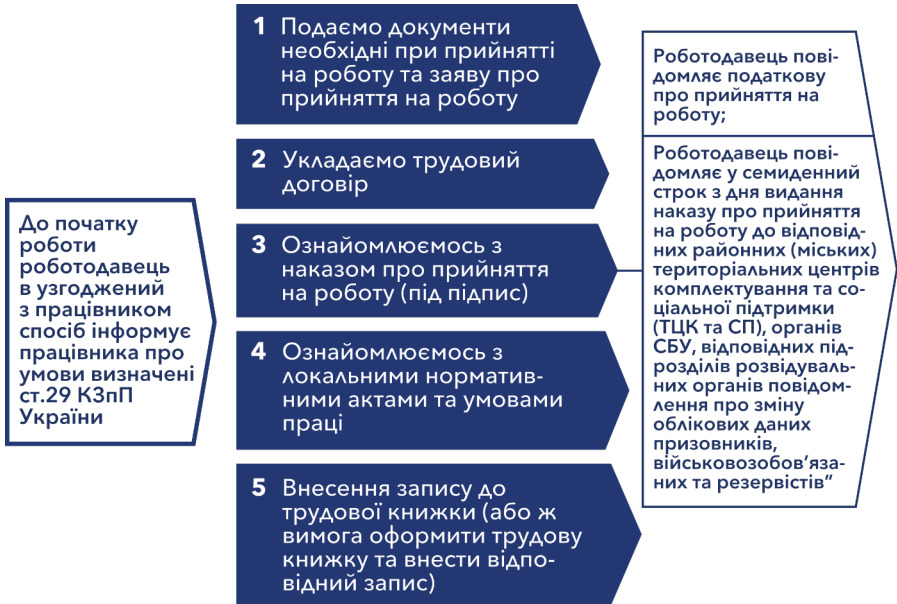 До початку
роботи
роботодавець
в узгоджений
з працівником
спосіб інформує
працівника про
умови визначені
ст.29 КЗпП
України
1 Подаємо документи
необхідні при прийнятті
на роботу та заяву про
прийняття на роботу
2 Укладаємо трудовий
договір
3 Ознайомлюємось з
наказом про прийняття
на роботу (під підпис)
4 Ознайомлюємось з
локальними норматив-
ними актами та умовами
праці
5 Внесення запису до
трудової книжки (або ж
вимога оформити трудову
книжку та внести відпо-
відний запис)
Роботодавець пові-
домляє податкову
про прийняття на
роботу;
Роботодавець пові-
домляє у семиденний
строк з дня видання
наказу про прийняття
на роботу до відповід-
них районних (міських)
територіальних центрів
комплектування та со-
ціальної підтримки
(ТЦК та СП), органів
СБУ, відповідних під-
розділів розвідуваль-
них органів повідом-
лення про зміну
облікових даних
призовників,
військовозобов’яза-
них та резервістів”